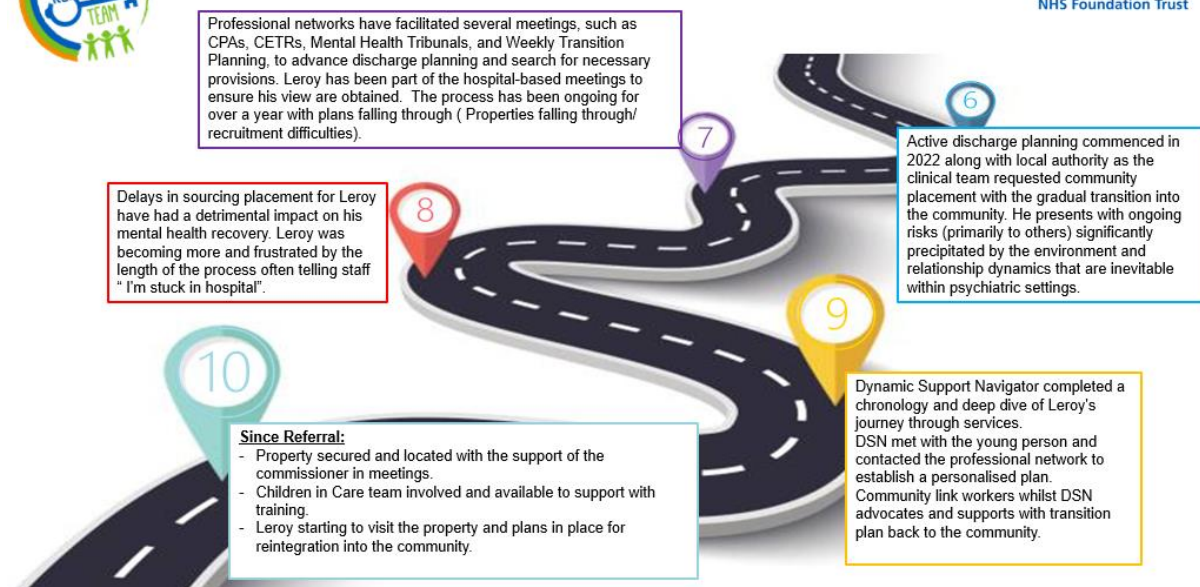 TEAM
NHS Foundation Trust
6
Active discharge planning commenced in
2022 along with local authority as the
clinical team requested community
placement with the gradual transition into
the community. He presents with ongoing
risks (primarily to others) significantly
precipitated by the environment and
relationship dynamics that are inevitable
within psychiatric settings.
7
Professional networks have facilitated several meetings, such as
CPAs, CETRs, Mental Health Tribunals, and Weekly Transition
Planning, to advance discharge planning and search for necessary
provisions. Leroy has been part of the hospital-based meetings to
ensure his view are obtained.  The process has been ongoing for
over a year with plans falling through ( Properties falling through/
recruitment difficulties).
8
Delays in sourcing placement for Leroy
have had a detrimental impact on his
mental health recovery. Leroy was
becoming more and frustrated by the
length of the process often telling staff
“ I’m stuck in hospital”.
9
Dynamic Support Navigator completed a
chronology and deep dive of Leroy’s
journey through services.
DSN met with the young person and
contacted the professional network to
establish a personalised plan.
Community link workers whilst DSN
advocates and supports with transition
plan back to the community.
10
Since Referral:
- Property secured and located with the support of the
commissioner in meetings.
- Children in Care team involved and available to support with
training.
- Leroy starting to visit the property and plans in place for
reintegration into the community.